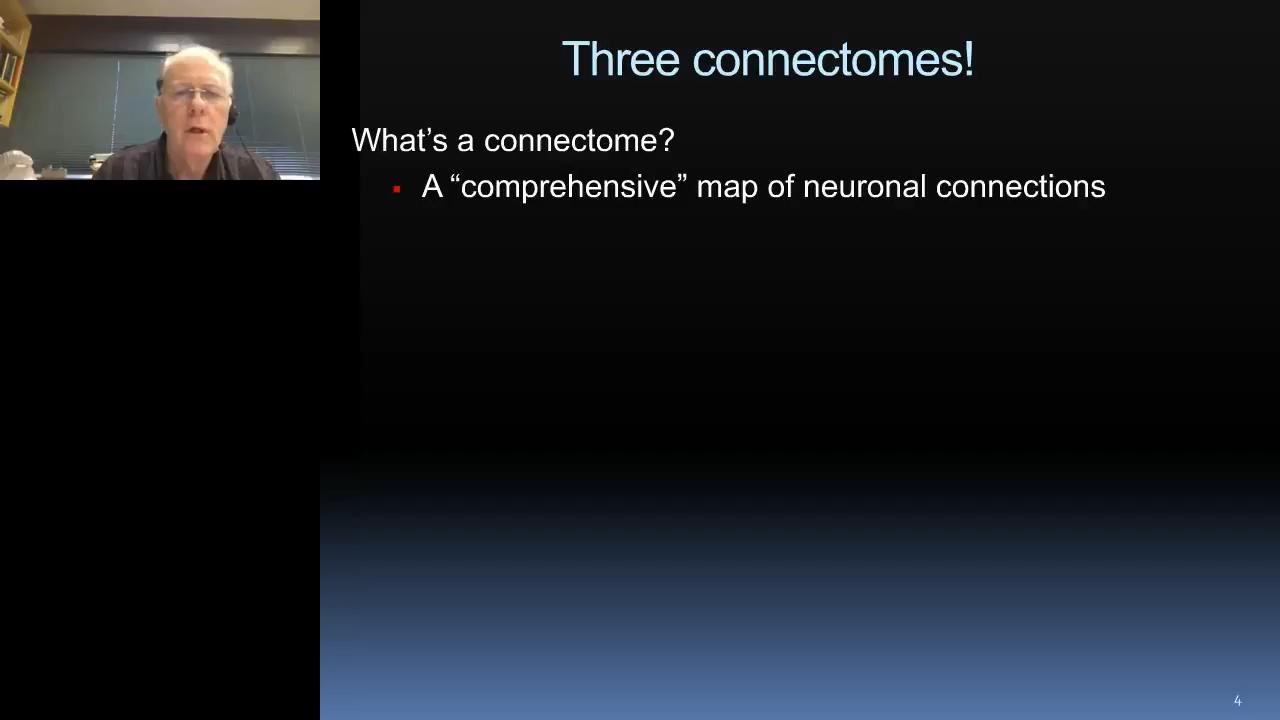 Three connectomes!
What’s a connectome?
▪ A “comprehensive” map of neuronal connections
4